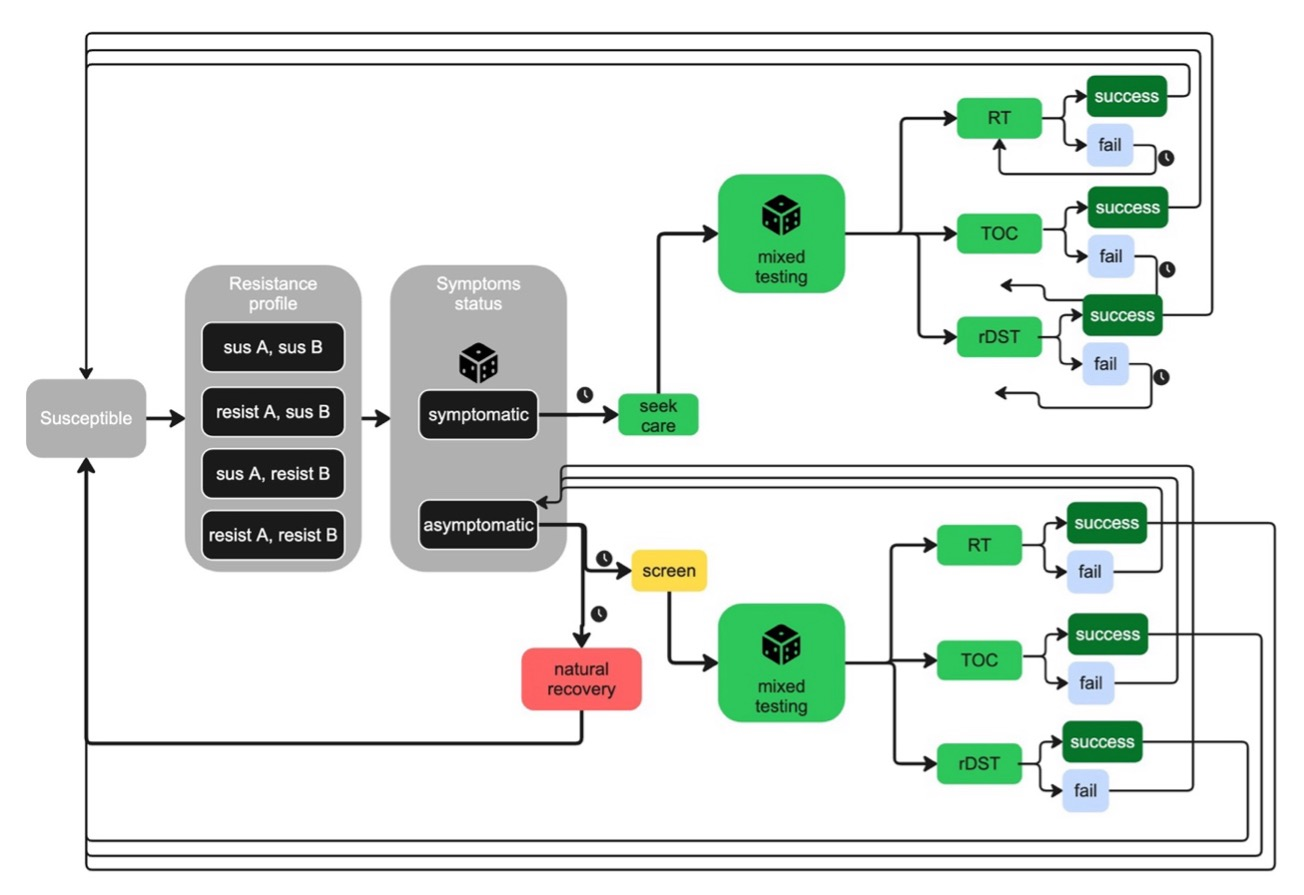 Susceptible
Resistance
profile
sus A, sus B
resist A, sus B
sus A, resist B
resist A, resist B
Symptoms
status
symptomatic
asymptomatic
seek
care
mixed
testing
RT
success
fail
TOC
success
fail
rDST
success
fail
screen
natural
recovery
mixed
testing
RT
success
fail
TOC
success
fail
rDST
success
fail